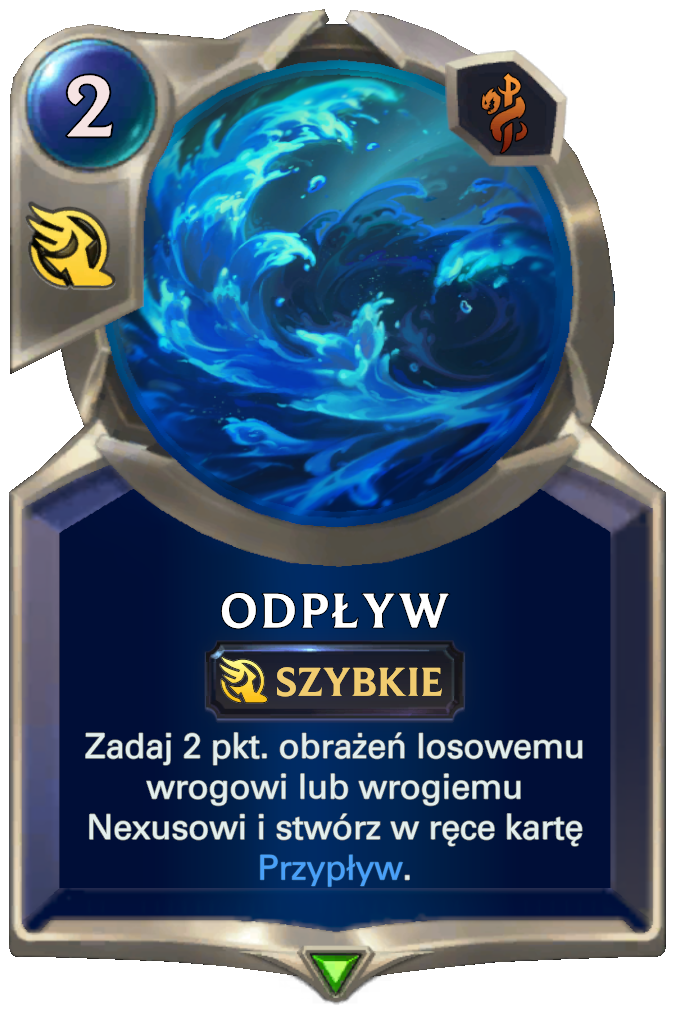 2
ODPŁYW
SZYBKIE
Zadaj 2 pkt. obrażeń losowemu
wrogowi lub wrogiemu
Nexusowi i stwórz w ręce kartę
Przypływ.